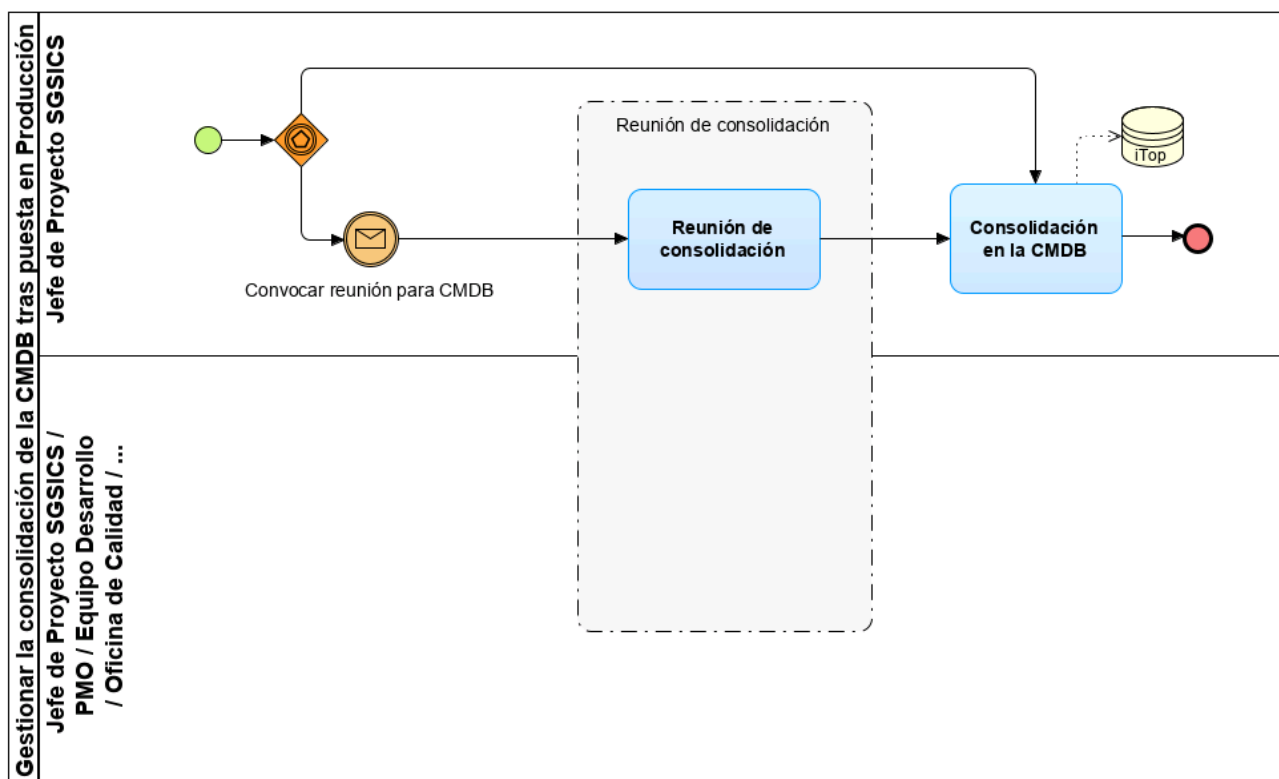 Gestionar la consolidación de la CMDB tras puesta en Producción
Jefe de Proyecto SGSICS
Reunión de consolidación
iTop
Reunión de
consolidación
Consolidación
en la CMDB
Convocar reunión para CMDB
Jefe de Proyecto SGSICS /
PMO / Equipo Desarrollo
/ Oficina de Calidad / ...